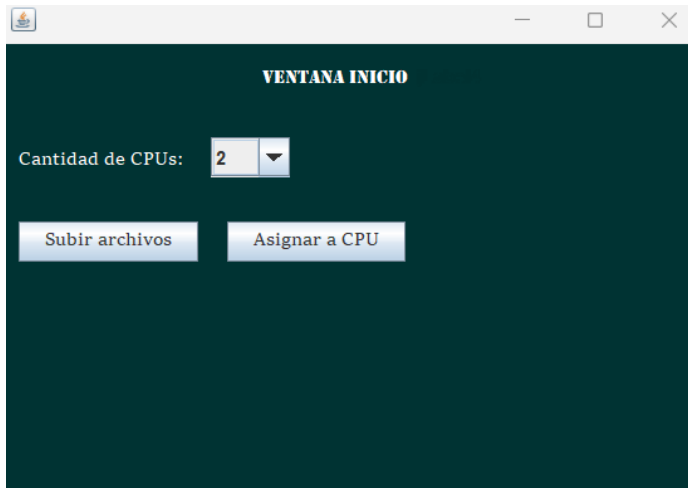 VENTANA INICIO
Cantidad de CPUs: 2
Subir archivos Asignar a CPU